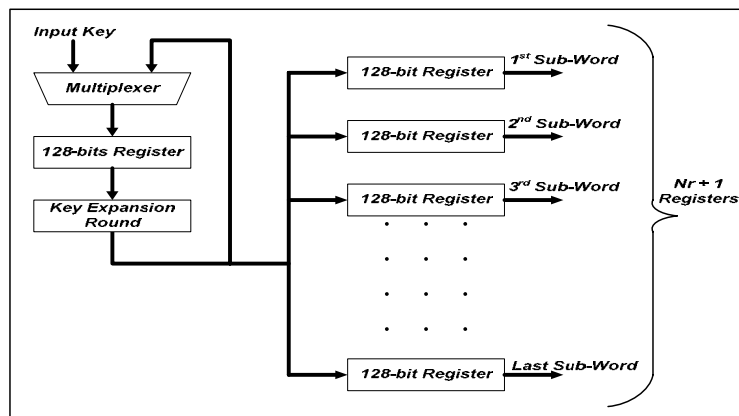 Input Key
Multiplexer
128-bits Register
Key Expansion
Round
128-bit Register
1st Sub-Word
128-bit Register
2nd Sub-Word
128-bit Register
3rd Sub-Word
128-bit Register
Last Sub-Word
Nr + 1
Registers